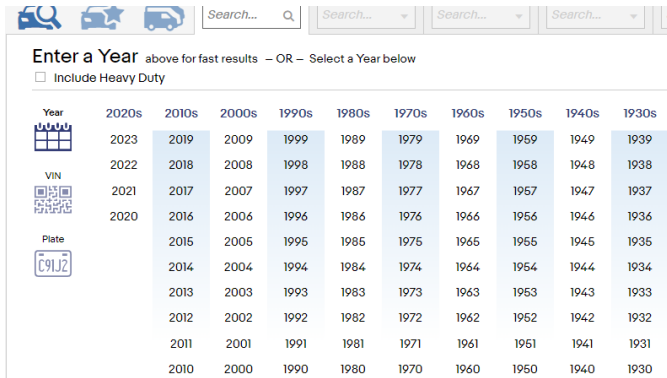 Search... Search... Search... Search...
Enter a Year above for fast results – OR – Select a Year below
Include Heavy Duty
Year 2020s 2010s 2000s 1990s 1980s 1970s 1960s 1950s 1940s 1930s
2023 2019 2009 1999 1989 1979 1969 1959 1949 1939
2022 2018 2008 1998 1988 1978 1968 1958 1948 1938
VIN
2021 2017 2007 1997 1987 1977 1967 1957 1947 1937
2020 2016 2006 1996 1986 1976 1966 1956 1946 1936
Plate 2015 2005 1995 1985 1975 1965 1955 1945 1935
C91J2 2014 2004 1994 1984 1974 1964 1954 1944 1934
2013 2003 1993 1983 1973 1963 1953 1943 1933
2012 2002 1992 1982 1972 1962 1952 1942 1932
2011 2001 1991 1981 1971 1961 1951 1941 1931
2010 2000 1990 1980 1970 1960 1950 1940 1930